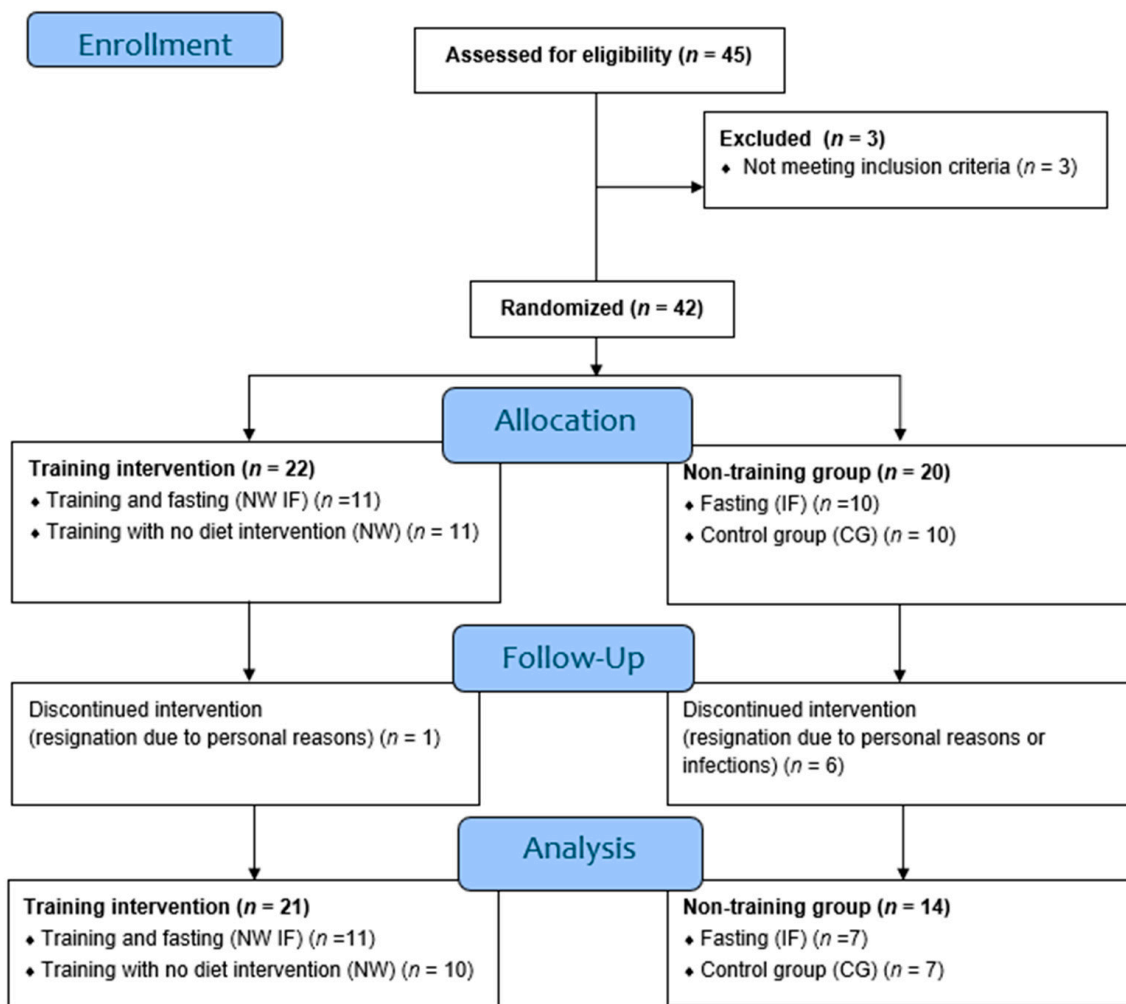 Enrollment
Assessed for eligibility (n = 45)
Excluded (n = 3)
⬥ Not meeting inclusion criteria (n = 3)
Randomized (n = 42)
Allocation
Training intervention (n = 22)
⬥ Training and fasting (NW IF) (n =11)
⬥ Training with no diet intervention (NW) (n = 11)
Non-training group (n = 20)
⬥ Fasting (IF) (n =10)
⬥ Control group (CG) (n = 10)
Follow-Up
Discontinued intervention
(resignation due to personal reasons) (n = 1)
Discontinued intervention
(resignation due to personal reasons or
infections) (n = 6)
Analysis
Training intervention (n = 21)
⬥ Training and fasting (NW IF) (n =11)
⬥ Training with no diet intervention (NW) (n = 10)
Non-training group (n = 14)
⬥ Fasting (IF) (n =7)
⬥ Control group (CG) (n = 7)